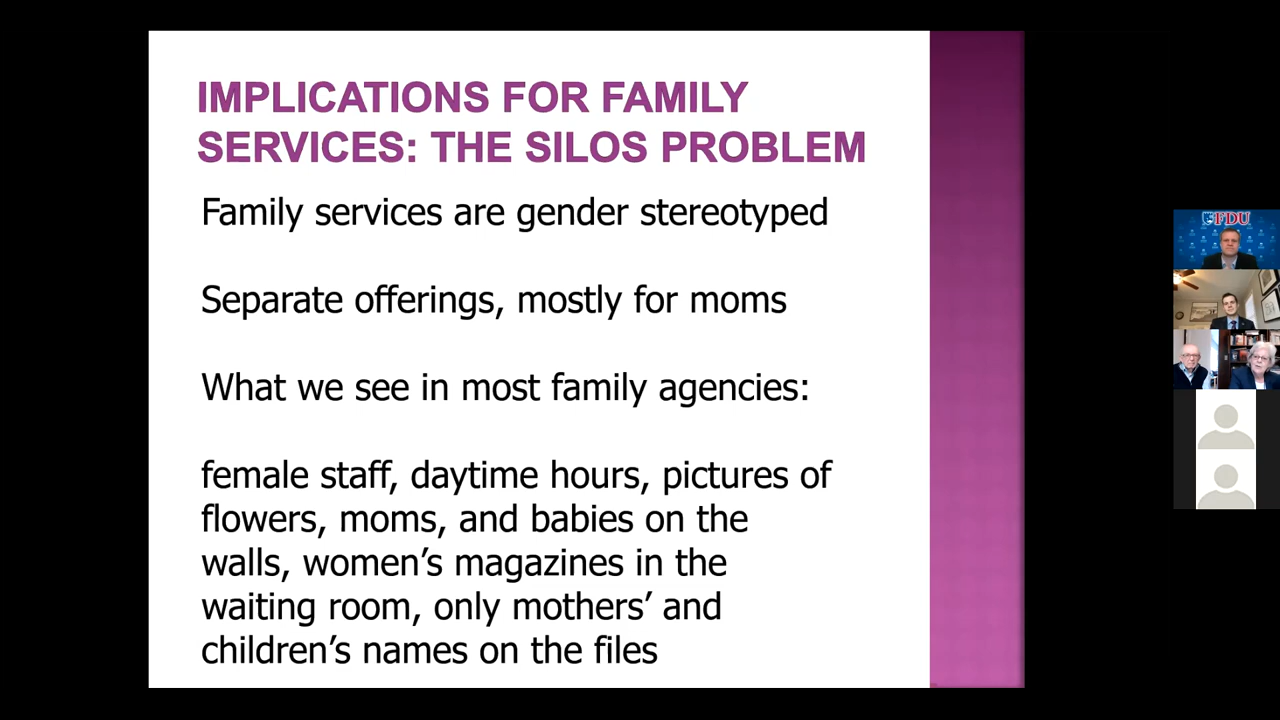 IMPLICATIONS FOR FAMILY
SERVICES: THE SILOS PROBLEM
Family services are gender stereotyped
Separate offerings, mostly for moms
What we see in most family agencies:
female staff, daytime hours, pictures of
flowers, moms, and babies on the
walls, women’s magazines in the
waiting room, only mothers’ and
children’s names on the files
FDU